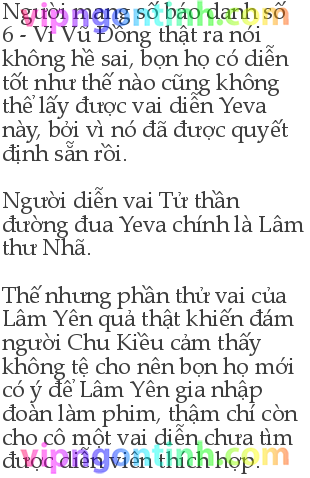 Người mang số báo danh số
6 - Vi Vũ Đồng thật ra nói
không hề sai, bọn họ có diễn
tốt như thế nào cũng không
thể lấy được vai diễn Yeva
này, bởi vì nó đã được quyết
định sẵn rồi.
Người diễn vai Tử thần
đường đua Yeva chính là Lâm
thư Nhã.
Thế nhưng phần thử vai của
Lâm Yên quả thật khiến đám
người Chu Kiều cảm thấy
không tệ cho nên bọn họ mới
có ý để Lâm Yên gia nhập
đoàn làm phim, thậm chí còn
cho cô một vai diễn chưa tìm
được diễn viên thích hợp.
vipngontinh.com
vipngontinh.com